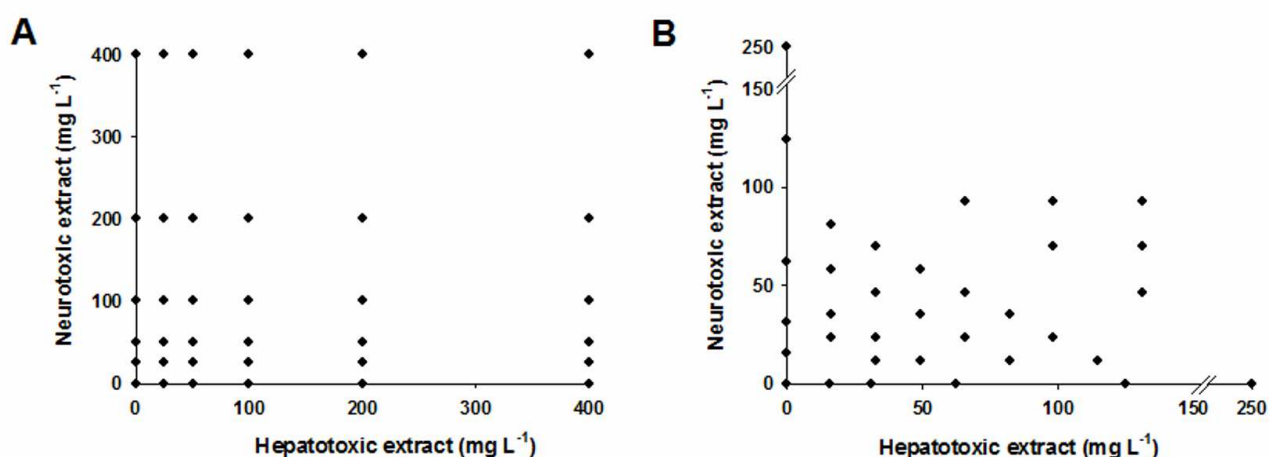 A
Neurotoxic extract (mg L⁻¹)
400
300
200
100
0
0 100 200 300 400
Hepatotoxic extract (mg L⁻¹)
B
Neurotoxic extract (mg L⁻¹)
250
150
100
50
0
0 50 100 150 250
Hepatotoxic extract (mg L⁻¹)